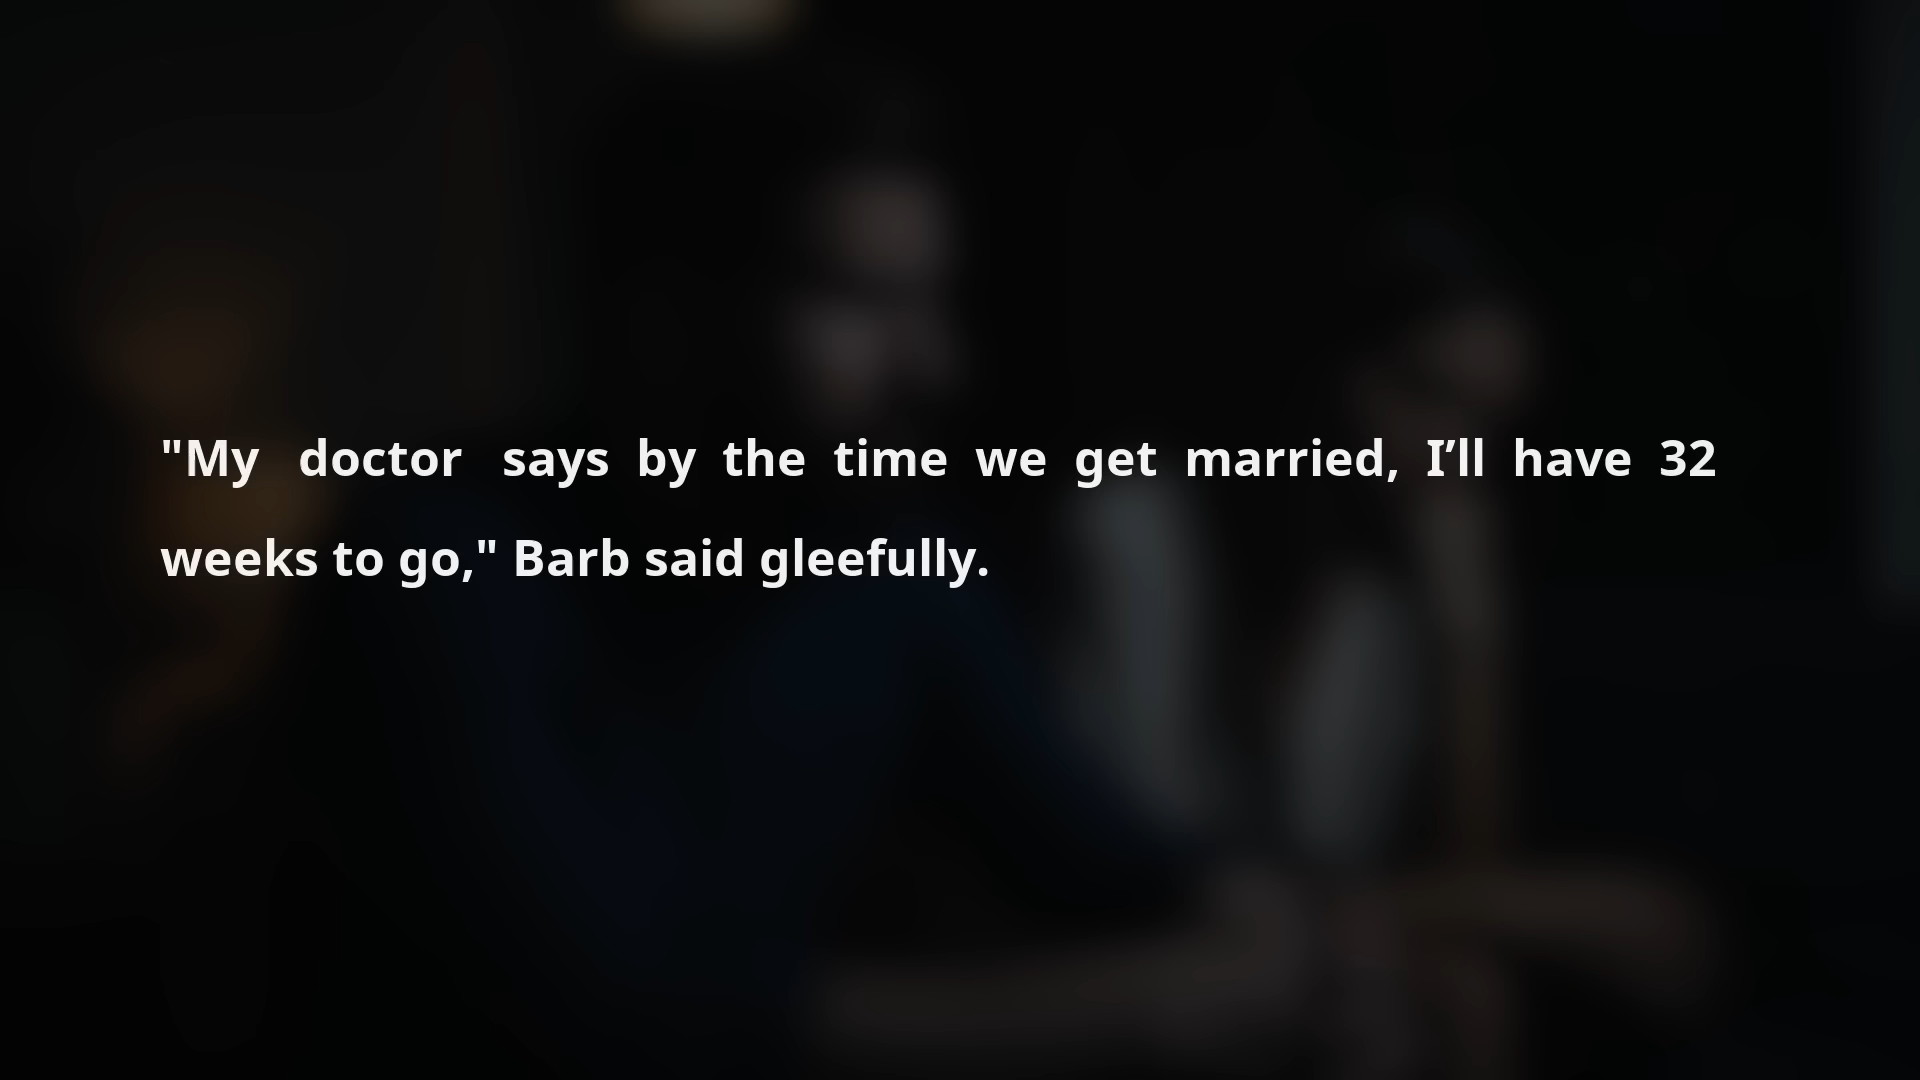 "My doctor says by the time we get married, I’ll have 32
weeks to go," Barb said gleefully.